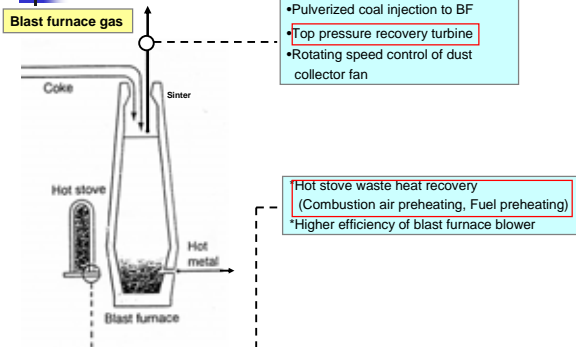 Blast furnace gas
•Pulverized coal injection to BF
•Top pressure recovery turbine
•Rotating speed control of dust
collector fan
Coke
Sinter
Hot stove
Hot
metal
Blast furnace
*Hot stove waste heat recovery
(Combustion air preheating, Fuel preheating)
*Higher efficiency of blast furnace blower